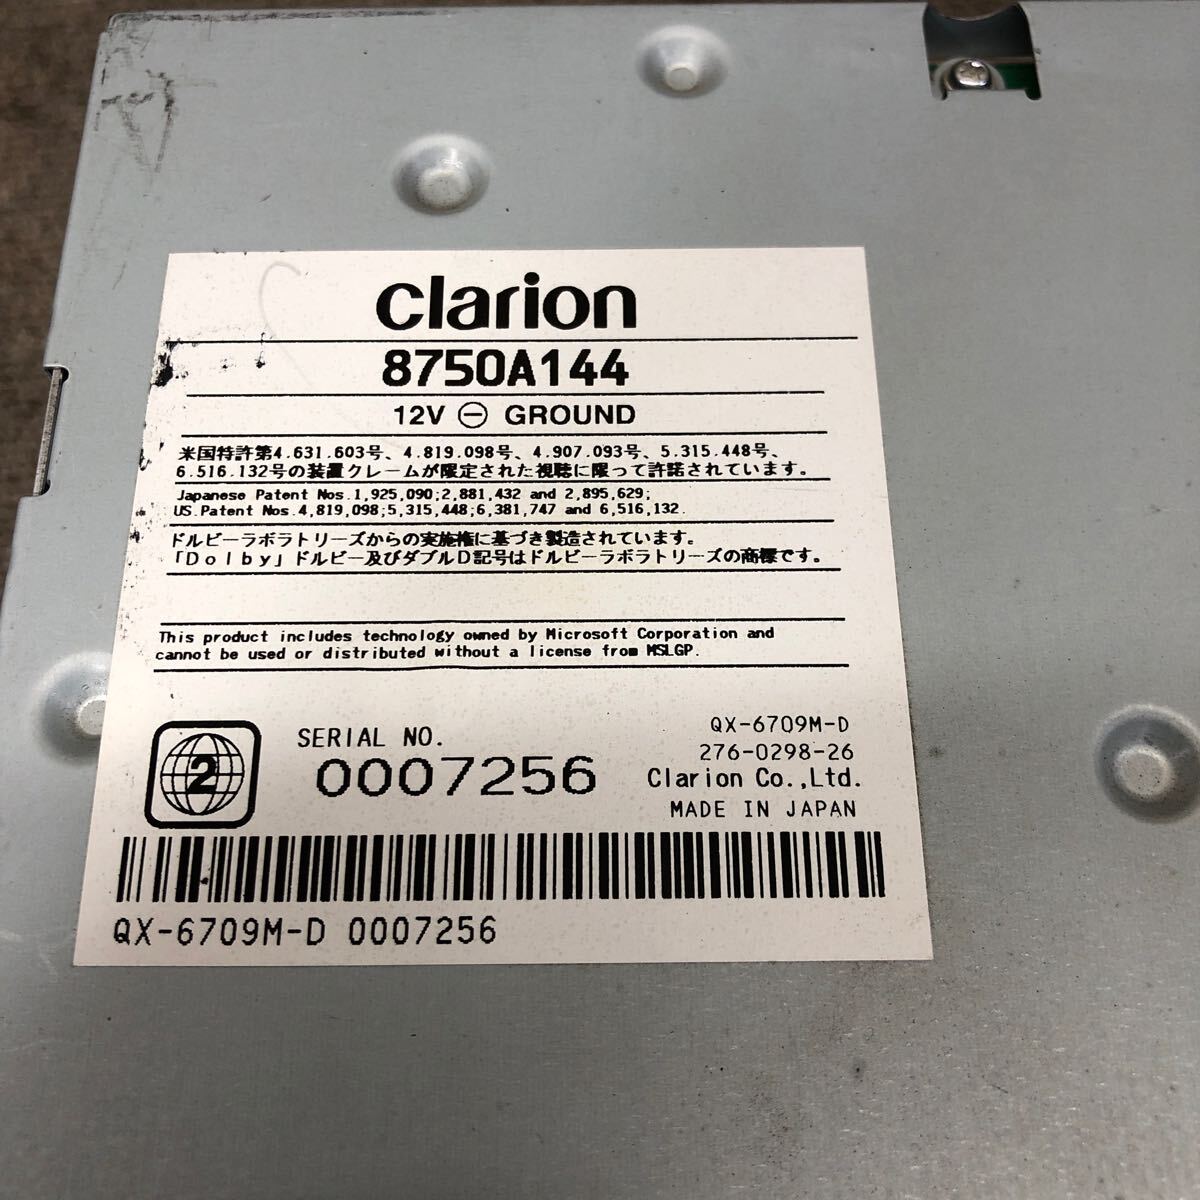 clarion
8750A144
12V ⊖ GROUND
米国特許第4.631.603号、4.819.098号、4.907.093号、5.315.448号、
6.516.132号の装置クレームが限定された視聴に限って許諾されています。
Japanese Patent Nos.1,925,090;2,881,432 and 2,895,629;
US.Patent Nos.4,819,098;5,315,448;6,381,747 and 6,516,132.
ドルビーラボラトリーズからの実施権に基づき製造されています。
「Dolby」ドルビー及びダブルD記号はドルビーラボラトリーズの商標です。
This product includes technology owned by Microsoft Corporation and
cannot be used or distributed without a license from MSLGP.
2
SERIAL NO.
0007256
QX-6709M-D
276-0298-26
Clarion Co.,Ltd.
MADE IN JAPAN
QX-6709M-D 0007256